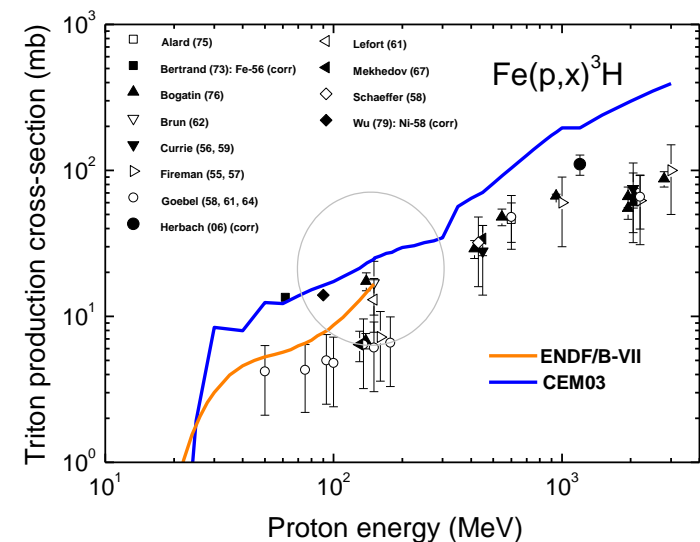 10³
10²
10¹
10⁰
10¹
10²
10³
Triton production cross-section (mb)
Proton energy (MeV)
Fe(p,x)³H
Alard (75)
Bertrand (73): Fe-56 (corr)
Bogatin (76)
Brun (62)
Currie (56, 59)
Fireman (55, 57)
Goebel (58, 61, 64)
Herbach (06) (corr)
Lefort (61)
Mekhedov (67)
Schaeffer (58)
Wu (79): Ni-58 (corr)
ENDF/B-VII
CEM03